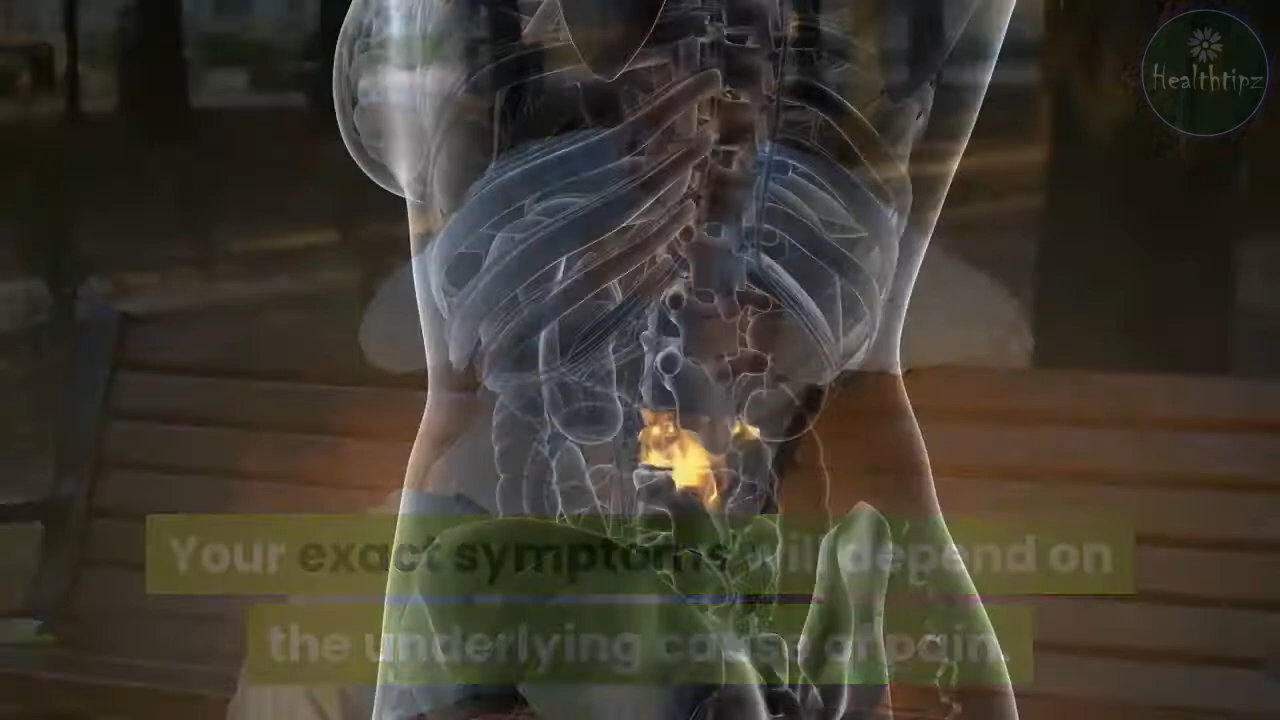 Healthtipz
Your exact symptoms will depend on
the underlying cause of pain.